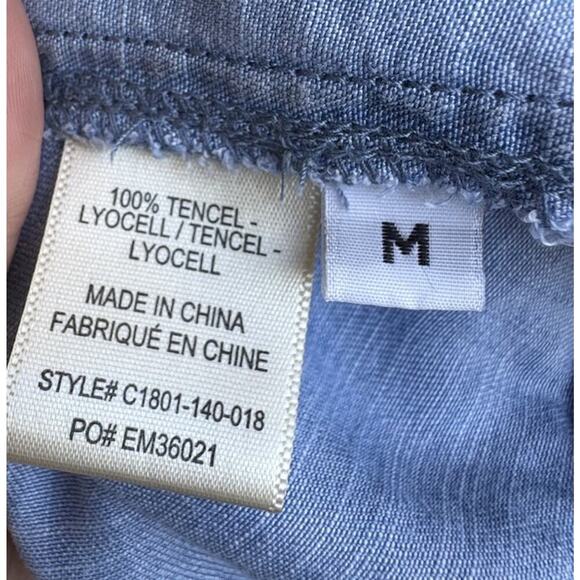 100% TENCEL -
LYOCELL / TENCEL -
LYOCELL
MADE IN CHINA
FABRIQUÉ EN CHINE
STYLE# C1801-140-018
PO# EM36021
M